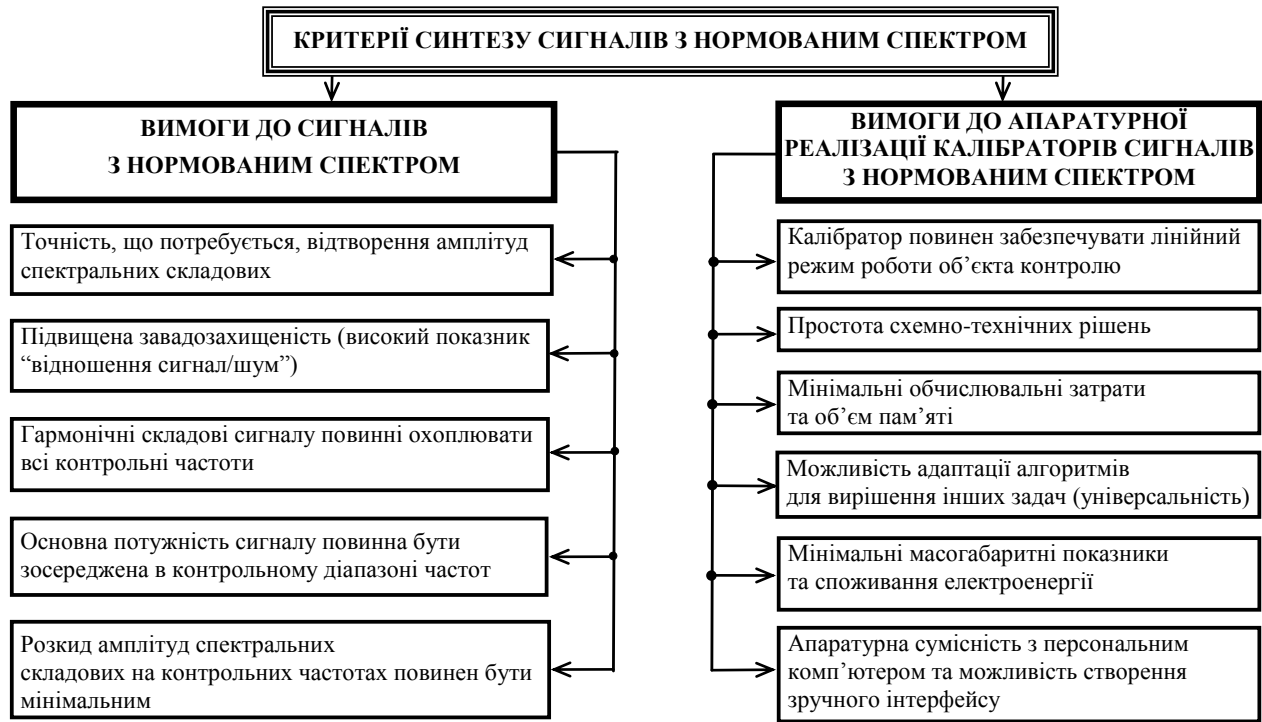 КРИТЕРІЇ СИНТЕЗУ СИГНАЛІВ З НОРМОВАНИМ СПЕКТРОМ
ВИМОГИ ДО СИГНАЛІВ
З НОРМОВАНИМ СПЕКТРОМ
Точність, що потребується, відтворення амплітуд
спектральних складових
Підвищена завадозахищеність (високий показник
“відношення сигнал/шум”)
Гармонічні складові сигналу повинні охоплювати
всі контрольні частоти
Основна потужність сигналу повинна бути
зосереджена в контрольному діапазоні частот
Розкид амплітуд спектральних
складових на контрольних частотах повинен бути
мінімальним
ВИМОГИ ДО АПАРАТУРНОЇ
РЕАЛІЗАЦІЇ КАЛІБРАТОРІВ СИГНАЛІВ
З НОРМОВАНИМ СПЕКТРОМ
Калібратор повинен забезпечувати лінійний
режим роботи об’єкта контролю
Простота схемно-технічних рішень
Мінімальні обчислювальні затрати
та об’єм пам’яті
Можливість адаптації алгоритмів
для вирішення інших задач (універсальність)
Мінімальні масогабаритні показники
та споживання електроенергії
Апаратурна сумісність з персональним
комп’ютером та можливість створення
зручного інтерфейсу